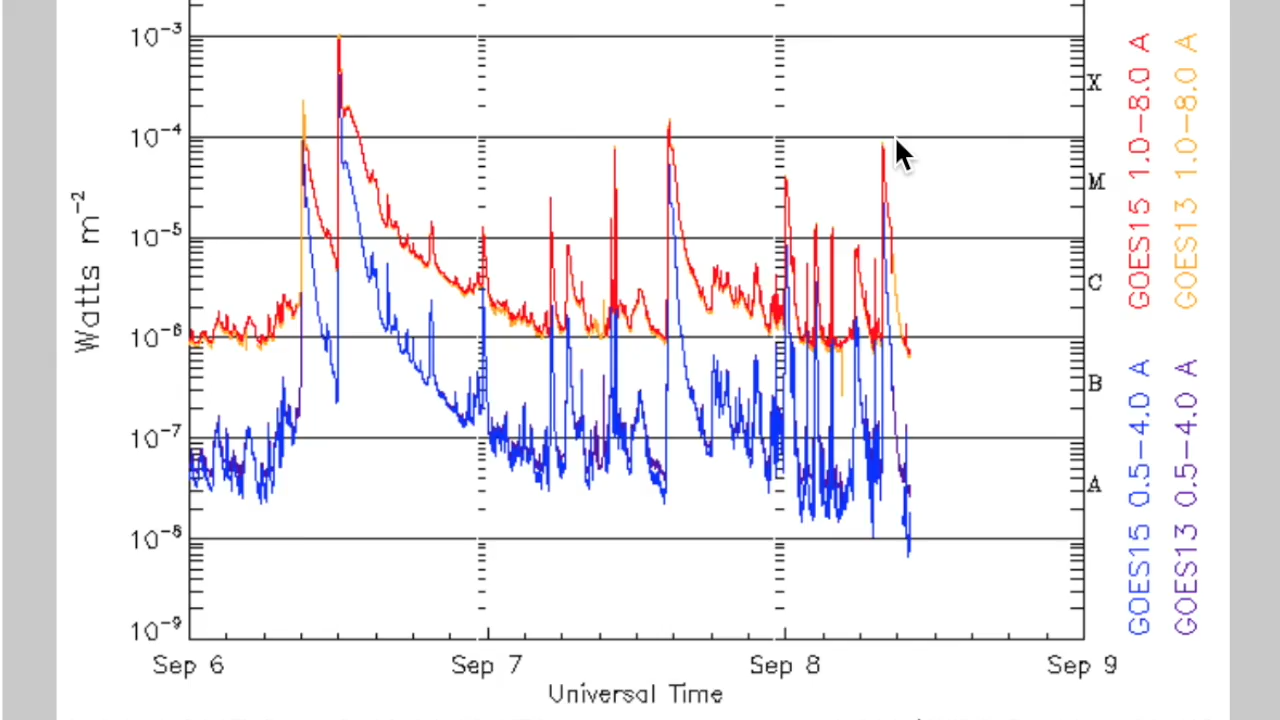 10−3
10−4
10−5
10−6
10−7
10−8
10−9
Watts m−2
X
M
C
B
A
GOES15 1.0−8.0 A
GOES13 1.0−8.0 A
GOES15 0.5−4.0 A
GOES13 0.5−4.0 A
Sep 6
Sep 7
Sep 8
Sep 9
Universal Time